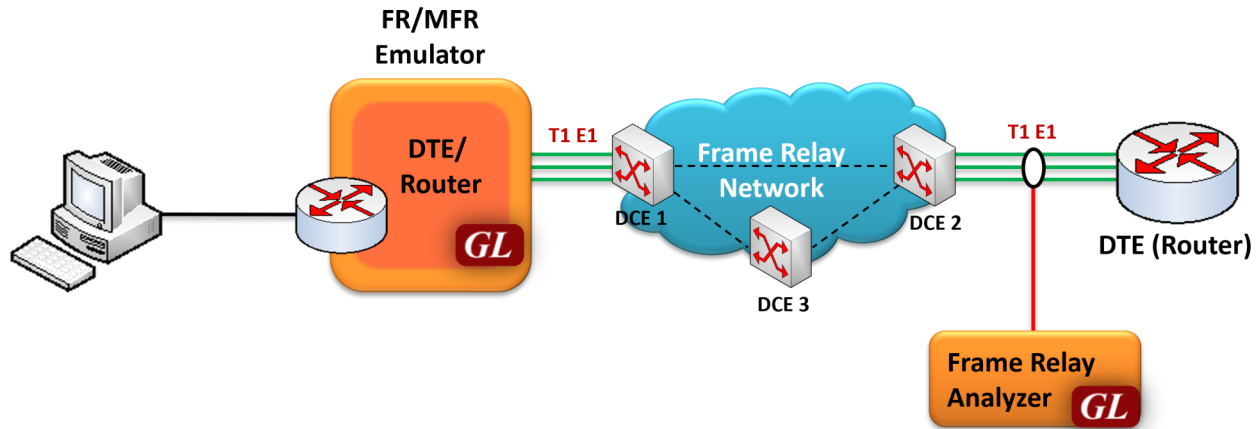 FR/MFR
Emulator
DTE/
Router
GL
T1 E1
DCE 1
Frame Relay
Network
DCE 3
DCE 2
T1 E1
DTE (Router)
Frame Relay
Analyzer
GL